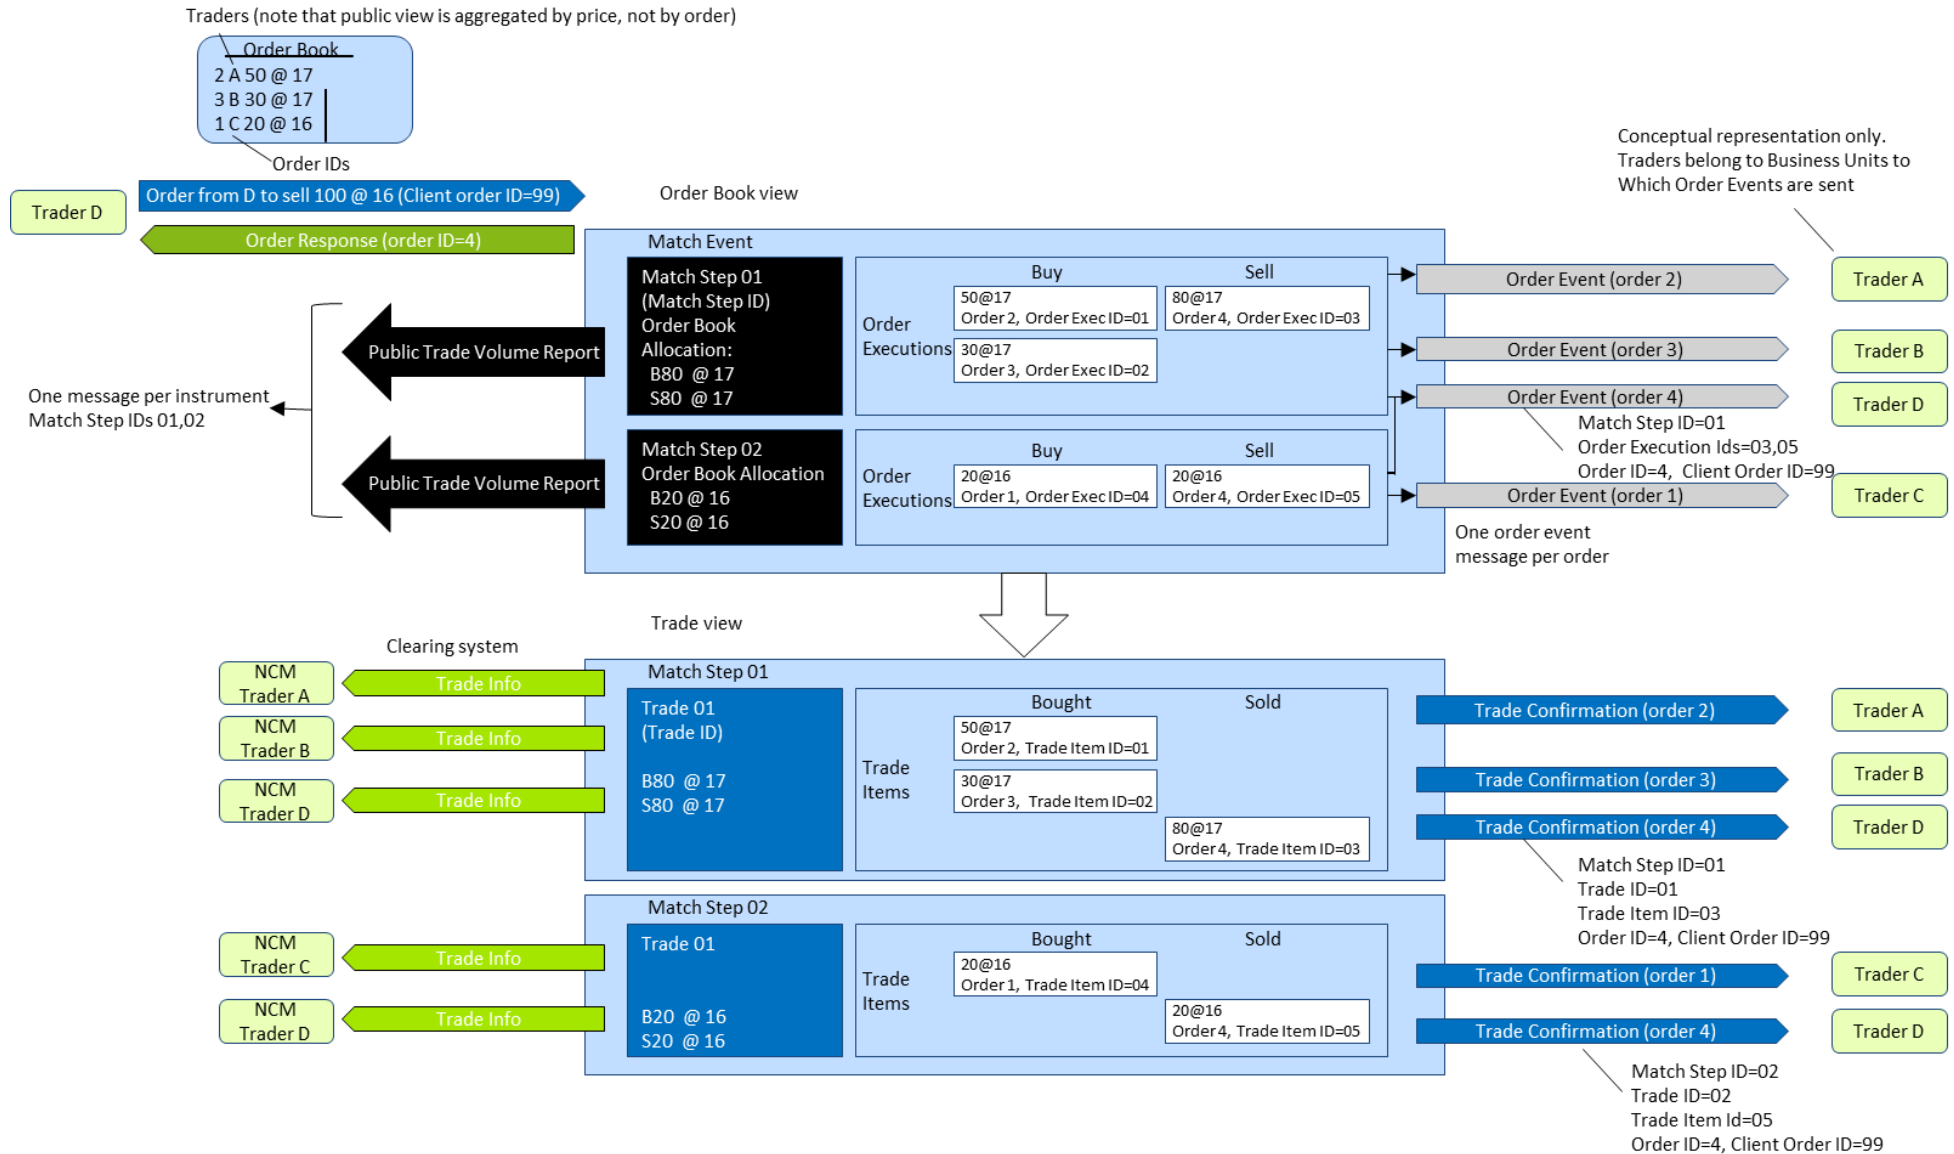 Traders (note that public view is aggregated by price, not by order)
Order Book
2 A 50 @ 17
3 B 30 @ 17
1 C 20 @ 16
Order IDs
Trader D
Order from D to sell 100 @ 16 (Client order ID=99)
Order Response (order ID=4)
Order Book view
Conceptual representation only.
Traders belong to Business Units to
Which Order Events are sent
Match Event
Match Step 01
(Match Step ID)
Order Book
Allocation:
B80 @ 17
S80 @ 17
Order
Executions
Buy
Sell
50@17
Order 2, Order Exec ID=01
80@17
Order 4, Order Exec ID=03
30@17
Order 3, Order Exec ID=02
Match Step 02
Order Book Allocation
B20 @ 16
S20 @ 16
Order
Executions
Buy
Sell
20@16
Order 1, Order Exec ID=04
20@16
Order 4, Order Exec ID=05
Public Trade Volume Report
Public Trade Volume Report
One message per instrument
Match Step IDs 01,02
Order Event (order 2)
Trader A
Order Event (order 3)
Trader B
Order Event (order 4)
Trader D
Match Step ID=01
Order Execution Ids=03,05
Order ID=4, Client Order ID=99
Order Event (order 1)
Trader C
One order event
message per order
Trade view
Clearing system
NCM
Trader A
Trade Info
NCM
Trader B
Trade Info
NCM
Trader D
Trade Info
Match Step 01
Trade 01
(Trade ID)
B80 @ 17
S80 @ 17
Trade
Items
Bought
Sold
50@17
Order 2, Trade Item ID=01
30@17
Order 3, Trade Item ID=02
80@17
Order 4, Trade Item ID=03
Trade Confirmation (order 2)
Trader A
Trade Confirmation (order 3)
Trader B
Trade Confirmation (order 4)
Trader D
Match Step ID=01
Trade ID=01
Trade Item ID=03
Order ID=4, Client Order ID=99
NCM
Trader C
Trade Info
NCM
Trader D
Trade Info
Match Step 02
Trade 01
B20 @ 16
S20 @ 16
Trade
Items
Bought
Sold
20@16
Order 1, Trade Item ID=04
20@16
Order 4, Trade Item ID=05
Trade Confirmation (order 1)
Trader C
Trade Confirmation (order 4)
Trader D
Match Step ID=02
Trade ID=02
Trade Item Id=05
Order ID=4, Client Order ID=99